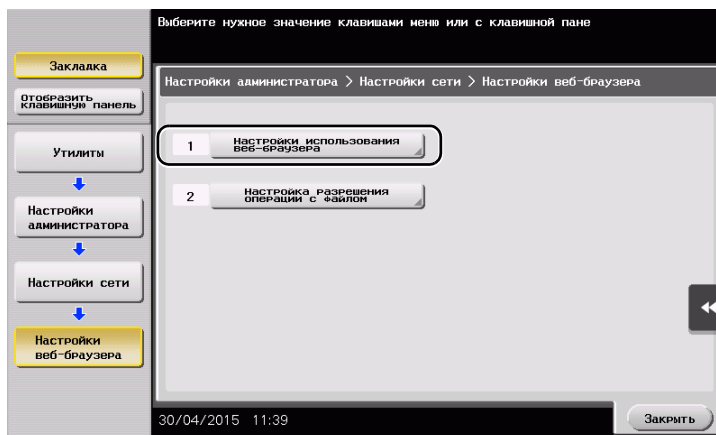 Выберите нужное значение клавишами меню или с клавишной пане
Закладка
Отобразить
клавишную панель
Утилиты
Настройки
администратора
Настройки сети
Настройки
веб-браузера
Настройки администратора > Настройки сети > Настройки веб-браузера
1 Настройки использования
веб-браузера
2 Настройка разрешения
операции с файлом
30/04/2015 11:39
Закрыть